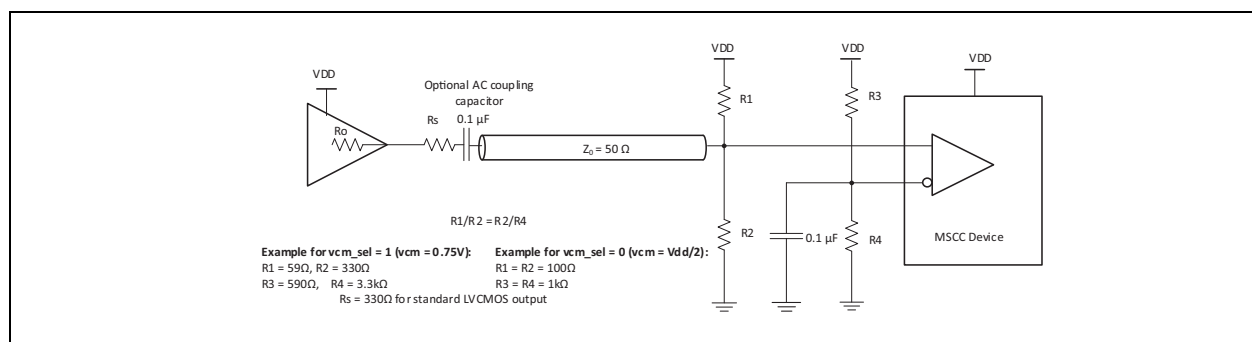 VDD
Ro
Optional AC coupling
capacitor
Rs
0.1 µF
Z₀ = 50 Ω
VDD
R1
VDD
R3
VDD
R2
0.1 µF
R4
MSCC Device
R1/R2 = R2/R4
Example for vcm_sel = 1 (vcm = 0.75V):
R1 = 59Ω, R2 = 330Ω
R3 = 590Ω, R4 = 3.3kΩ
Example for vcm_sel = 0 (vcm = Vdd/2):
R1 = R2 = 100Ω
R3 = R4 = 1kΩ
Rs = 330Ω for standard LVCMOS output